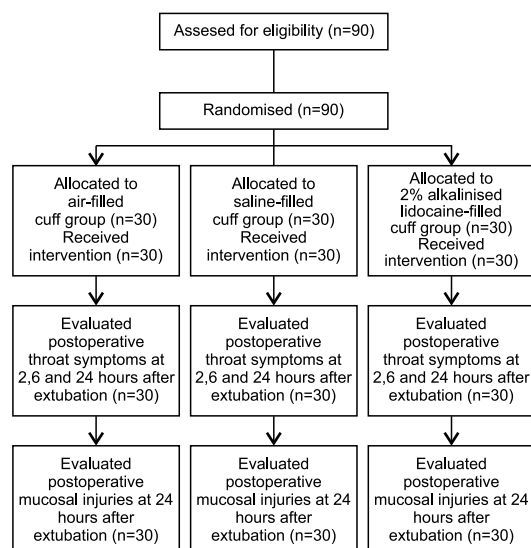 Assesed for eligibility (n=90)
Randomised (n=90)
Allocated to
air-filled
cuff group (n=30)
Received
intervention (n=30)
Allocated to
saline-filled
cuff group (n=30)
Received
intervention (n=30)
Allocated to
2% alkalinised
lidocaine-filled
cuff group (n=30)
Received
intervention (n=30)
Evaluated
postoperative
throat symptoms at
2,6 and 24 hours after
extubation (n=30)
Evaluated
postoperative
throat symptoms at
2,6 and 24 hours after
extubation (n=30)
Evaluated
postoperative
throat symptoms at
2,6 and 24 hours after
extubation (n=30)
Evaluated
postoperative
mucosal injuries at 24
hours after
extubation (n=30)
Evaluated
postoperative
mucosal injuries at 24
hours after
extubation (n=30)
Evaluated
postoperative
mucosal injuries at 24
hours after
extubation (n=30)